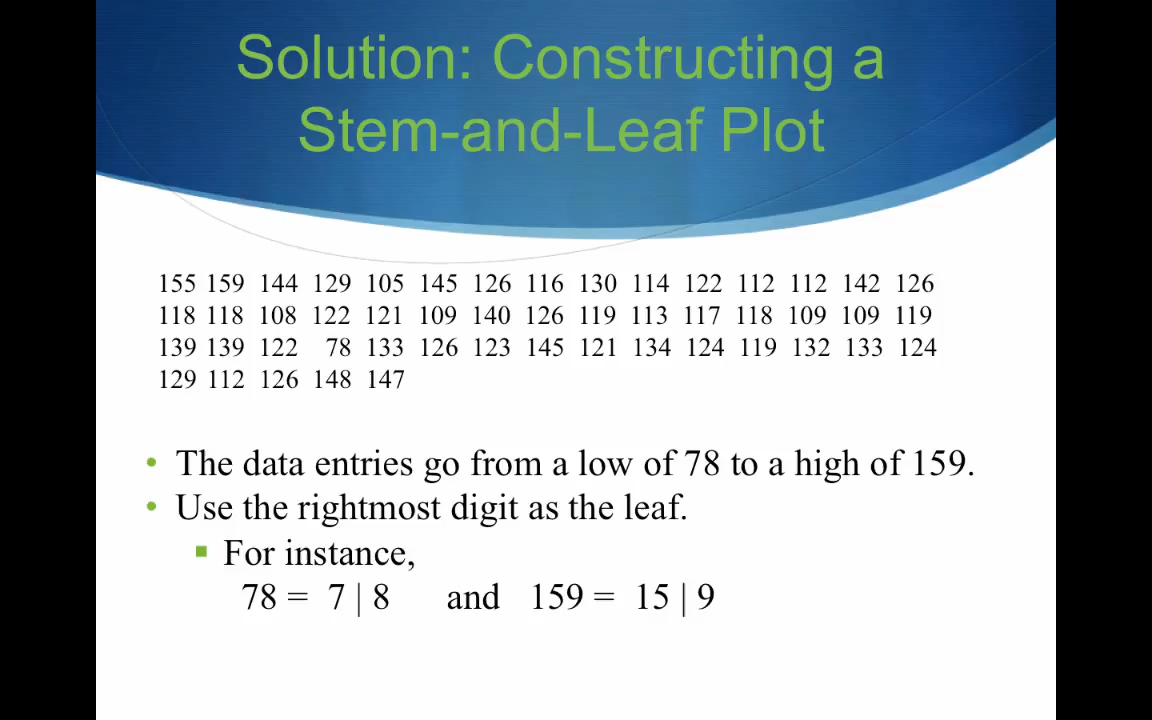 Solution: Constructing a
Stem-and-Leaf Plot
155 159 144 129 105 145 126 116 130 114 122 112 112 142 126
118 118 108 122 121 109 140 126 119 113 117 118 109 109 119
139 139 122 78 133 126 123 145 121 134 124 119 132 133 124
129 112 126 148 147
• The data entries go from a low of 78 to a high of 159.
• Use the rightmost digit as the leaf.
▪ For instance,
78 = 7 | 8 and 159 = 15 | 9